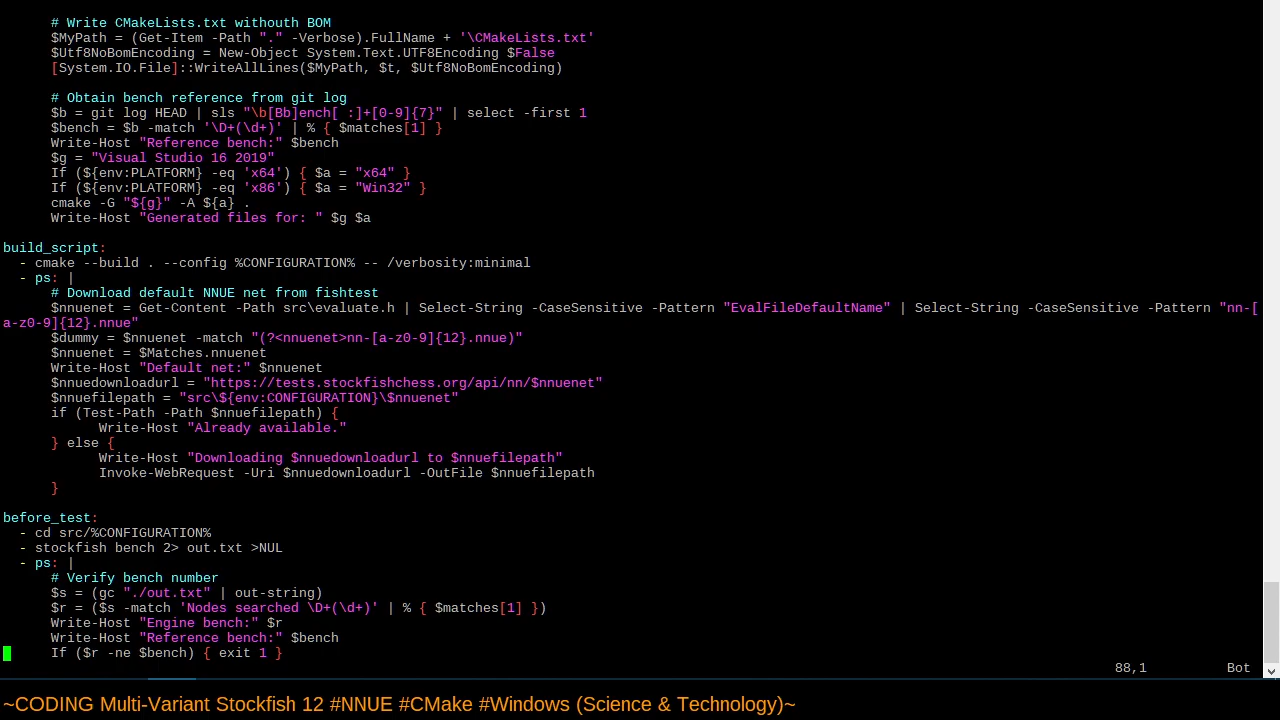 # Write CMakeLists.txt withouth BOM
$MyPath = (Get-Item -Path "." -Verbose).FullName + '\CMakeLists.txt'
$Utf8NoBomEncoding = New-Object System.Text.UTF8Encoding $False
[System.IO.File]::WriteAllLines($MyPath, $t, $Utf8NoBomEncoding)
# Obtain bench reference from git log
$b = git log HEAD | sls "\b[Bb]ench[ :]+[0-9]{7}" | select -first 1
$bench = $b -match '\D+(\d+)' | % { $matches[1] }
Write-Host "Reference bench:" $bench
$g = "Visual Studio 16 2019"
If (${env:PLATFORM} -eq 'x64') { $a = "x64" }
If (${env:PLATFORM} -eq 'x86') { $a = "Win32" }
cmake -G "${g}" -A ${a} .
Write-Host "Generated files for: " $g $a
build_script:
- cmake --build . --config %CONFIGURATION% -- /verbosity:minimal
- ps: |
# Download default NNUE net from fishtest
$nnuenet = Get-Content -Path src\evaluate.h | Select-String -CaseSensitive -Pattern "EvalFileDefaultName" | Select-String -CaseSensitive -Pattern "nn-[
a-z0-9]{12}.nnue"
$dummy = $nnuenet -match "(?<nnuenet>nn-[a-z0-9]{12}.nnue)"
$nnuenet = $Matches.nnuenet
Write-Host "Default net:" $nnuenet
$nnuedownloadurl = "https://tests.stockfishchess.org/api/nn/$nnuenet"
$nnuefilepath = "src\${env:CONFIGURATION}\$nnuenet"
if (Test-Path -Path $nnuefilepath) {
Write-Host "Already available."
} else {
Write-Host "Downloading $nnuedownloadurl to $nnuefilepath"
Invoke-WebRequest -Uri $nnuedownloadurl -OutFile $nnuefilepath
}
before_test:
- cd src/%CONFIGURATION%
- stockfish bench 2> out.txt >NUL
- ps: |
# Verify bench number
$s = (gc "./out.txt" | out-string)
$r = ($s -match 'Nodes searched \D+(\d+)' | % { $matches[1] })
Write-Host "Engine bench:" $r
Write-Host "Reference bench:" $bench
If ($r -ne $bench) { exit 1 }
88,1 Bot
~CODING Multi-Variant Stockfish 12 #NNUE #CMake #Windows (Science & Technology)~